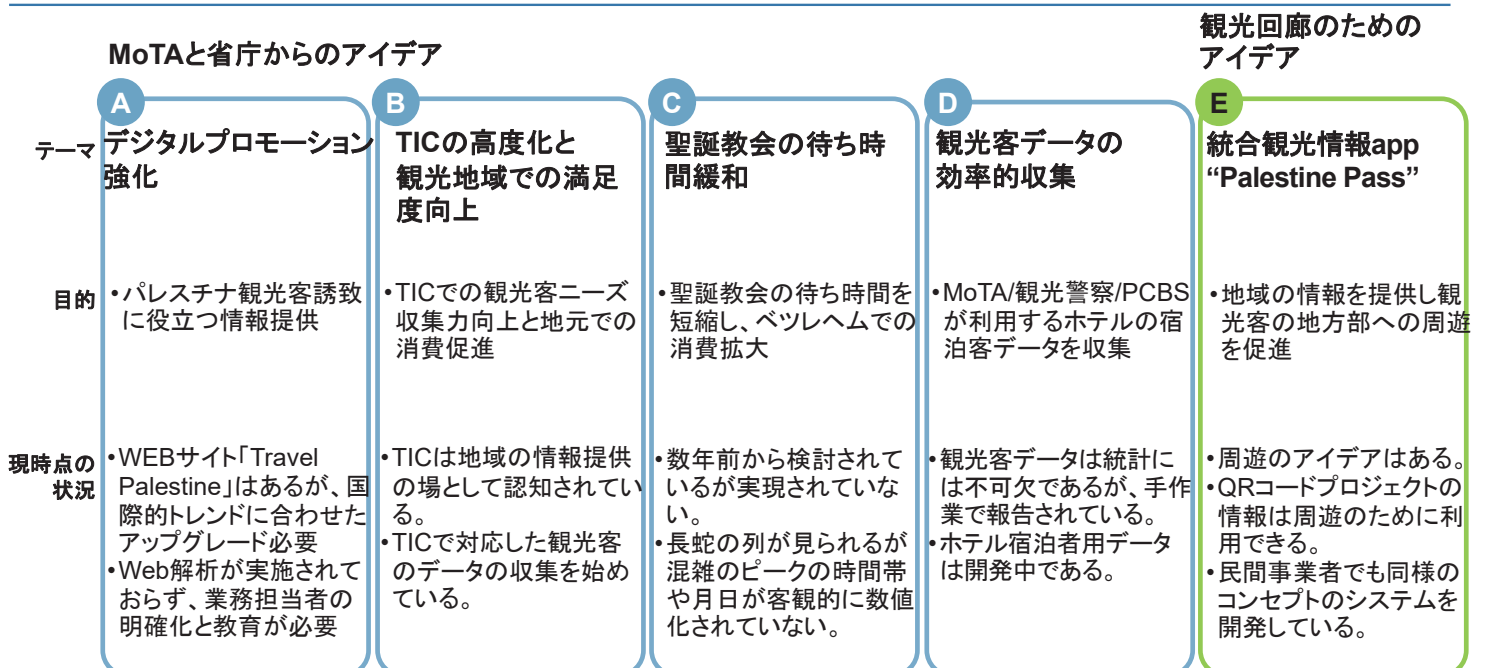 MoTAと省庁からのアイデア
観光回廊のための
アイデア
A
B
C
D
E
テーマ
デジタルプロモーション
強化
TICの高度化と
観光地域での満足
度向上
聖誕教会の待ち時
間緩和
観光客データの
効率的収集
統合観光情報app
“Palestine Pass”
目的
•パレスチナ観光客誘致
に役立つ情報提供
•TICでの観光客ニーズ
収集力向上と地元での
消費促進
•聖誕教会の待ち時間を
短縮し、ベツレヘムでの
消費拡大
•MoTA/観光警察/PCBS
が利用するホテルの宿
泊客データを収集
•地域の情報を提供し観
光客の地方部への周遊
を促進
現時点の
状況
•WEBサイト「Travel
Palestine」はあるが、国
際的トレンドに合わせた
アップグレード必要
•Web解析が実施されて
おらず、業務担当者の
明確化と教育が必要
•TICは地域の情報提供
の場として認知されてい
る。
•TICで対応した観光客
のデータの収集を始め
ている。
•数年前から検討されて
いるが実現されていな
い。
•長蛇の列が見られるが
混雑のピークの時間帯
や月日が客観的に数値
化されていない。
•観光客データは統計に
は不可欠であるが、手作
業で報告されている。
•ホテル宿泊者用データ
は開発中である。
•周遊のアイデアはある。
•QRコードプロジェクトの
情報は周遊のために利
用できる。
•民間事業者でも同様の
コンセプトのシステムを
開発している。